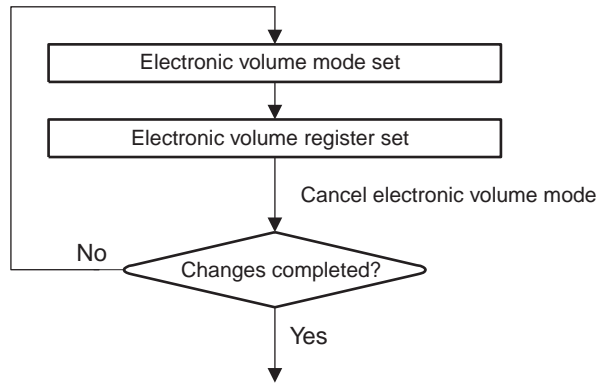 Electronic volume mode set
Electronic volume register set
Cancel electronic volume mode
No
Changes completed?
Yes